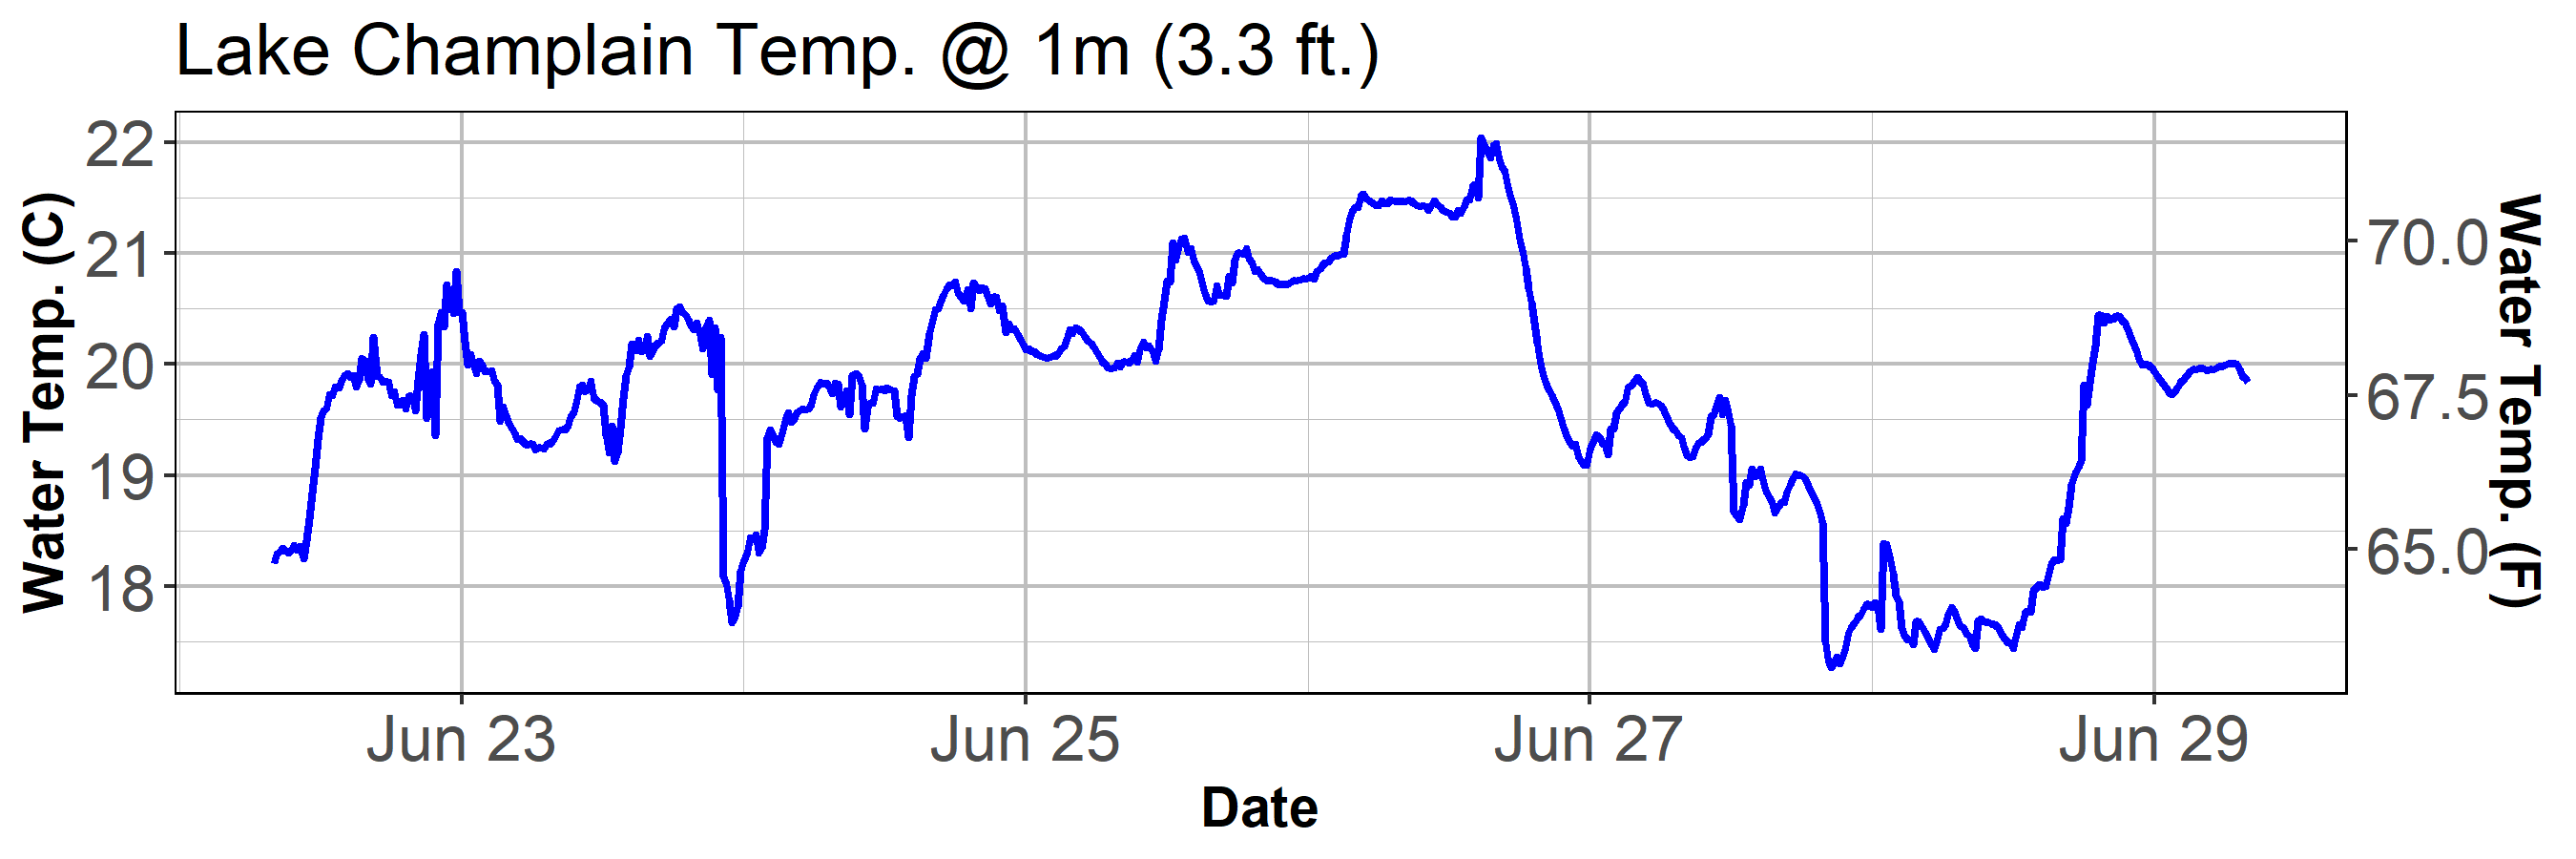 Lake Champlain Temp. @ 1m (3.3 ft.)
Water Temp. (C)
22
21
20
19
18
70.0
67.5
65.0
Water Temp. (F)
Jun 23
Jun 25
Jun 27
Jun 29
Date